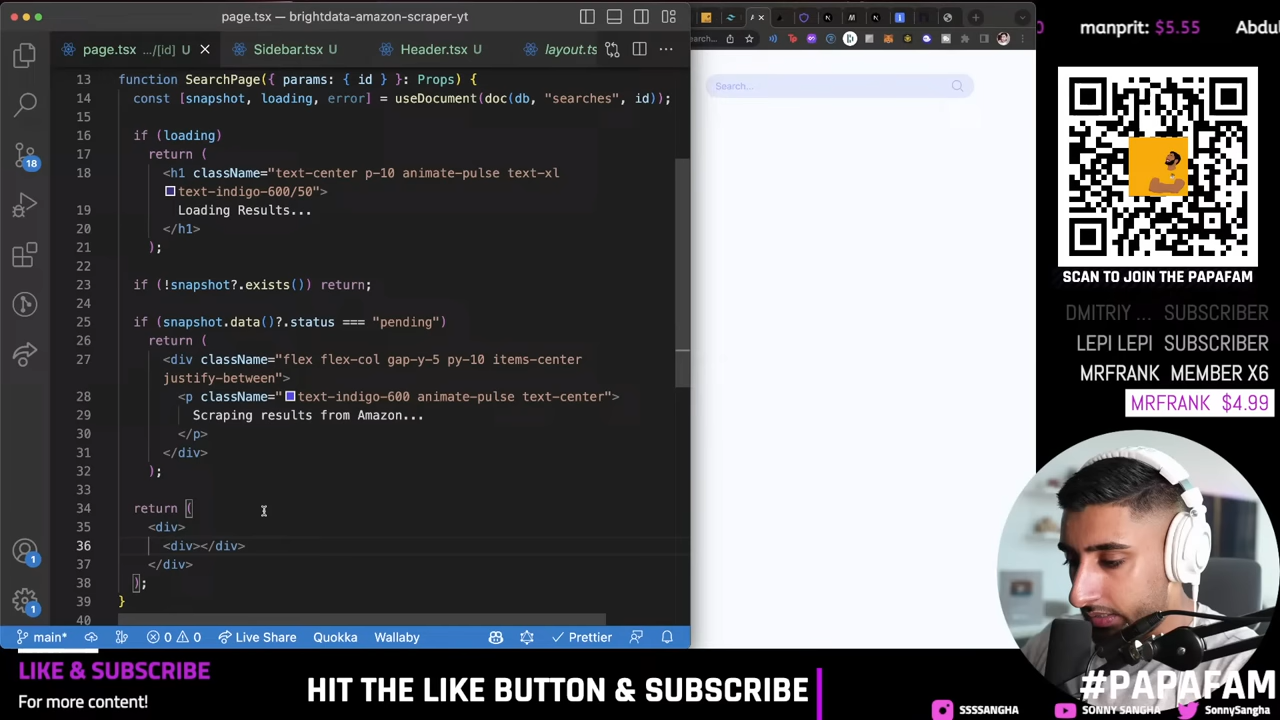 page.tsx — brightdata-amazon-scraper-yt
page.tsx .../[id] U
Sidebar.tsx U
Header.tsx U
layout.ts
13 function SearchPage({ params: { id } }: Props) {
14 const [snapshot, loading, error] = useDocument(doc(db, "searches", id));
15
16 if (loading)
17 return (
18 <h1 className="text-center p-10 animate-pulse text-xl
text-indigo-600/50">
19 Loading Results...
20 </h1>
21 );
22
23 if (!snapshot?.exists()) return;
24
25 if (snapshot.data()?.status === "pending")
26 return (
27 <div className="flex flex-col gap-y-5 py-10 items-center
justify-between">
28 <p className="text-indigo-600 animate-pulse text-center">
29 Scraping results from Amazon...
30 </p>
31 </div>
32 );
33
34 return (
35 <div>
36 <div></div>
37 </div>
38 );
39 }
40
18
1
1
main* 0 0 Live Share Quokka Wallaby Prettier
Search...
manprit: $5.55 Abdu
SCAN TO JOIN THE PAPAFAM
DMITRIY ... SUBSCRIBER
LEPI LEPI SUBSCRIBER
MRFRANK MEMBER X6
MRFRANK $4.99
LIKE & SUBSCRIBE
For more content!
HIT THE LIKE BUTTON & SUBSCRIBE
#PAPAFAM
SSSSANGHA SONNY SANGHA SonnySangha